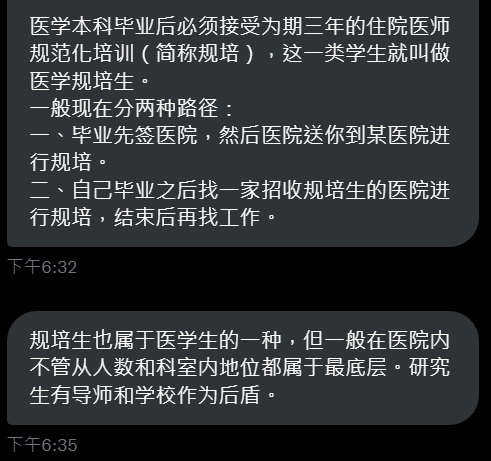 医学本科毕业后必须接受为期三年的住院医师
规范化培训（简称规培），这一类学生就叫做
医学规培生。
一般现在分两种路径：
一、毕业先签医院，然后医院送你到某医院进
行规培。
二、自己毕业之后找一家招收规培生的医院进
行规培，结束后再找工作。
下午6:32
规培生也属于医学生的一种，但一般在医院内
不管从人数和科室内地位都属于最底层。研究
生有导师和学校作为后盾。
下午6:35